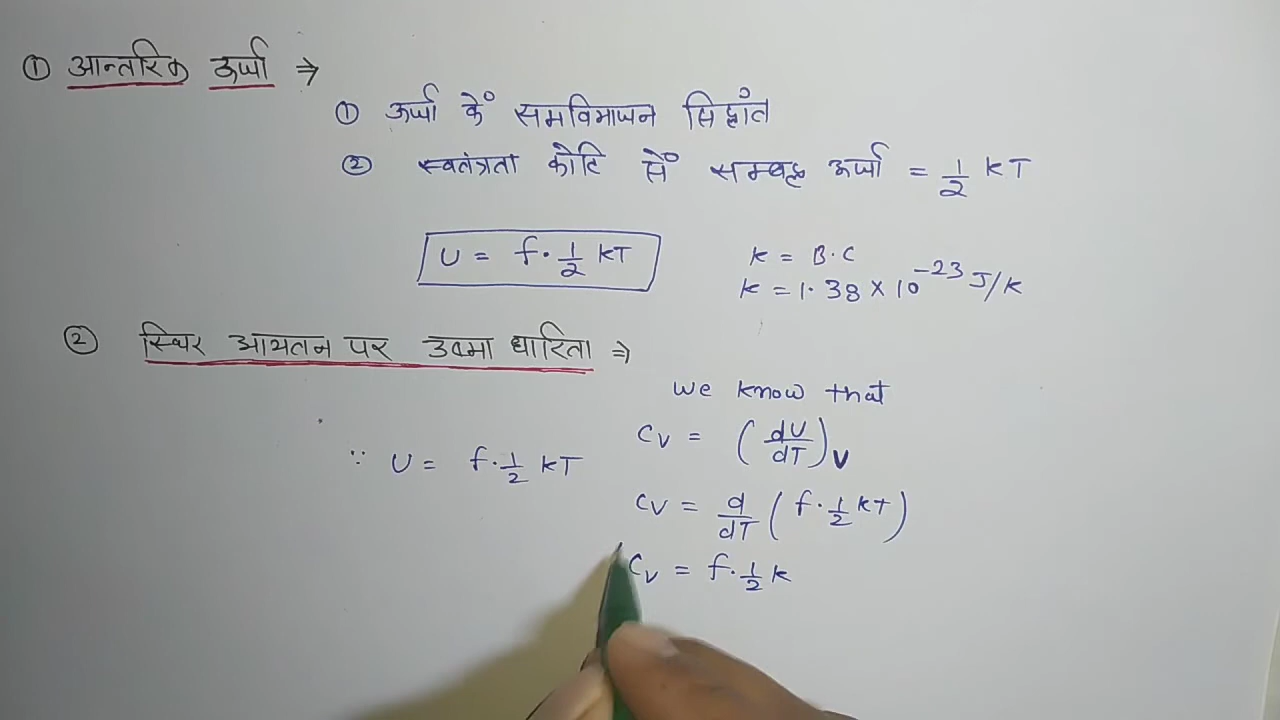 ① आन्तरिक ऊर्जा ⇒
① ऊर्जा कें समविभाजन सिद्धांत
② स्वतंत्रता कोटि सें सम्बद्ध ऊर्जा = 1/2 kT
U = f · 1/2 kT
k = B.C
k = 1.38 × 10^-23 J/K
② स्थिर आयतन पर उष्मा धारिता ⇒
we know that
Cv = (dU/dT)v
∵ U = f · 1/2 kT
Cv = d/dT (f · 1/2 kT)
Cv = f · 1/2 k